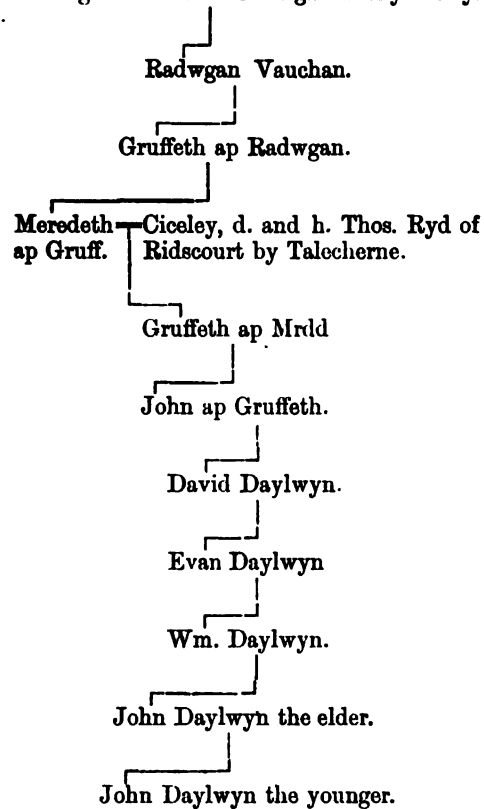 Radwgan Vauchan.
Gruffeth ap Radwgan.
Meredeth Ciceley, d. and h. Thos. Ryd of
ap Gruff. Ridscourt by Talecherne.
Gruffeth ap Mrdd
John ap Gruffeth.
David Daylwyn.
Evan Daylwyn
Wm. Daylwyn.
John Daylwyn the elder.
John Daylwyn the younger.